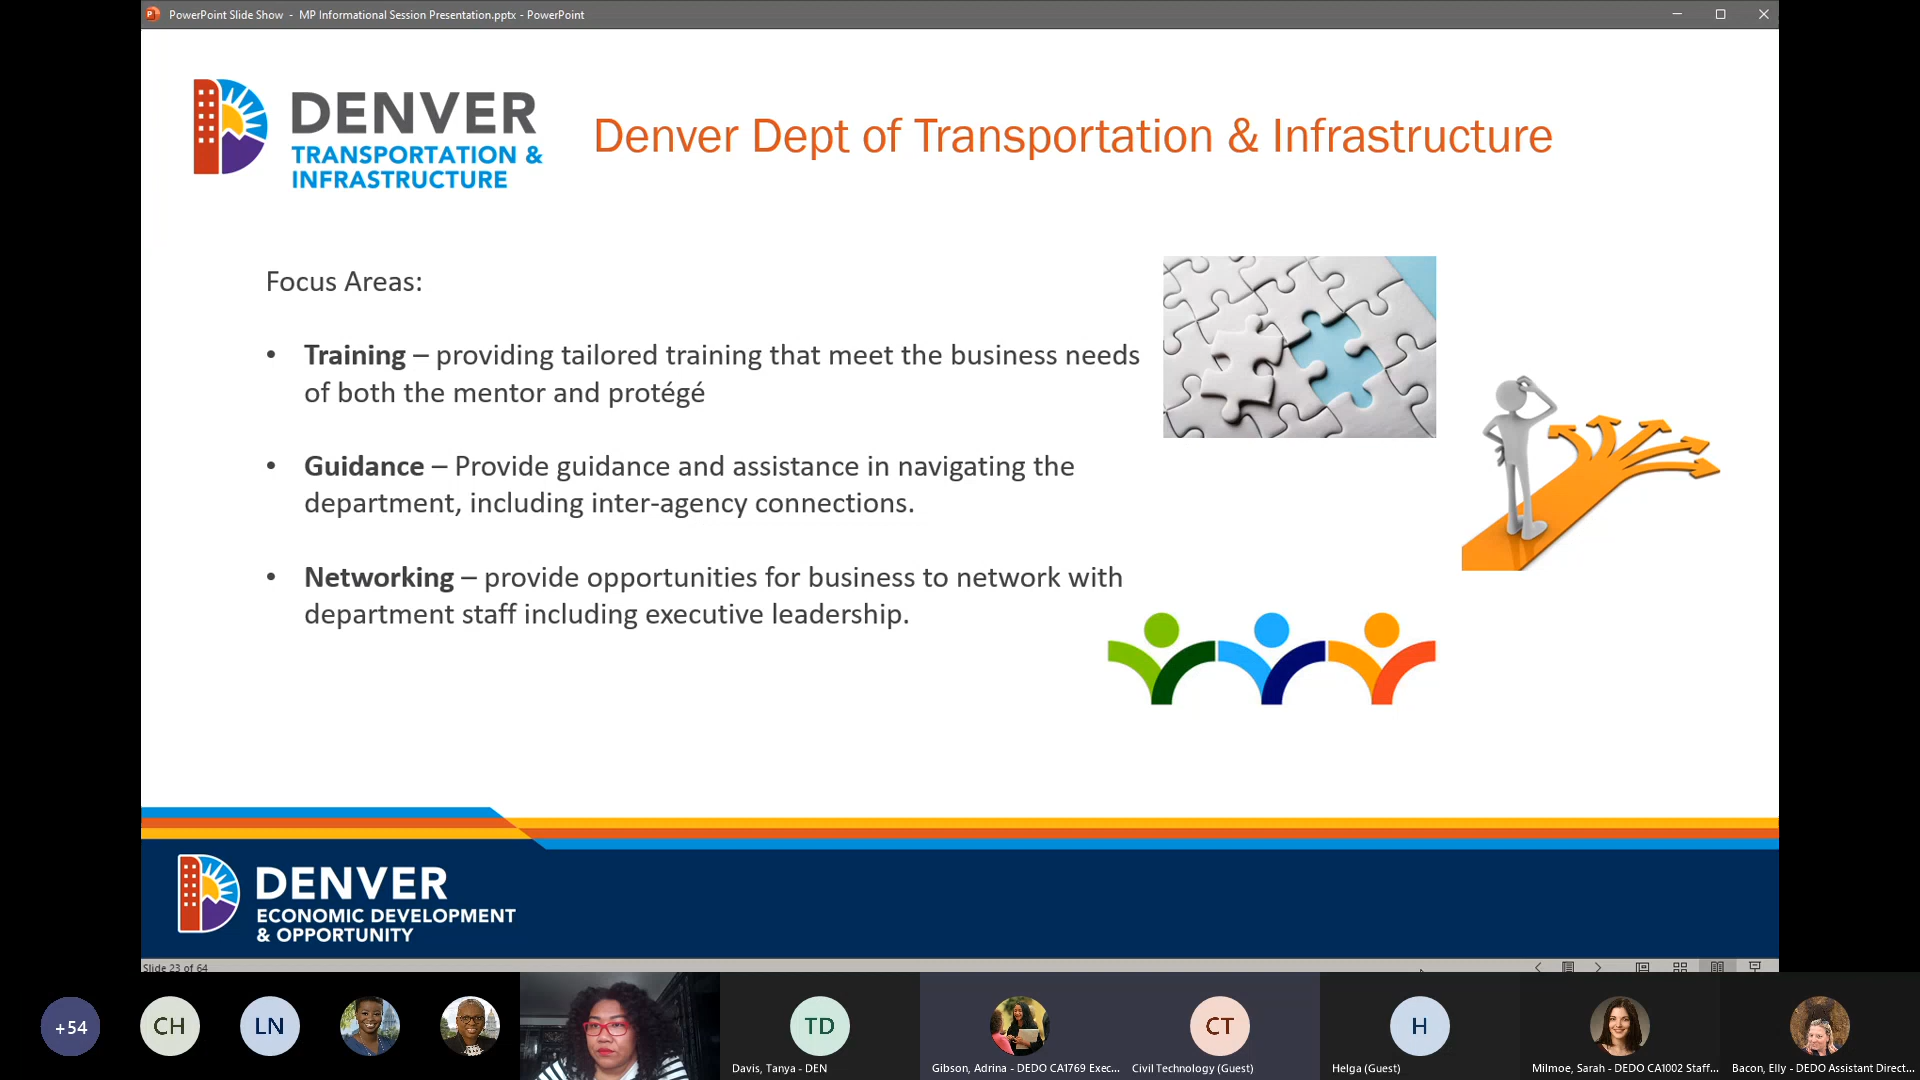 PowerPoint Slide Show - MP Informational Session Presentation.pptx - PowerPoint
DENVER
TRANSPORTATION &
INFRASTRUCTURE
Denver Dept of Transportation & Infrastructure
Focus Areas:
• Training – providing tailored training that meet the business needs
of both the mentor and protégé
• Guidance – Provide guidance and assistance in navigating the
department, including inter-agency connections.
• Networking – provide opportunities for business to network with
department staff including executive leadership.
DENVER
ECONOMIC DEVELOPMENT
& OPPORTUNITY
Slide 23 of 64
+54
CH
LN
TD
CT
H
Davis, Tanya - DEN
Gibson, Adrina - DEDO CA1769 Exec...
Civil Technology (Guest)
Helga (Guest)
Milmoe, Sarah - DEDO CA1002 Staff...
Bacon, Elly - DEDO Assistant Direct...